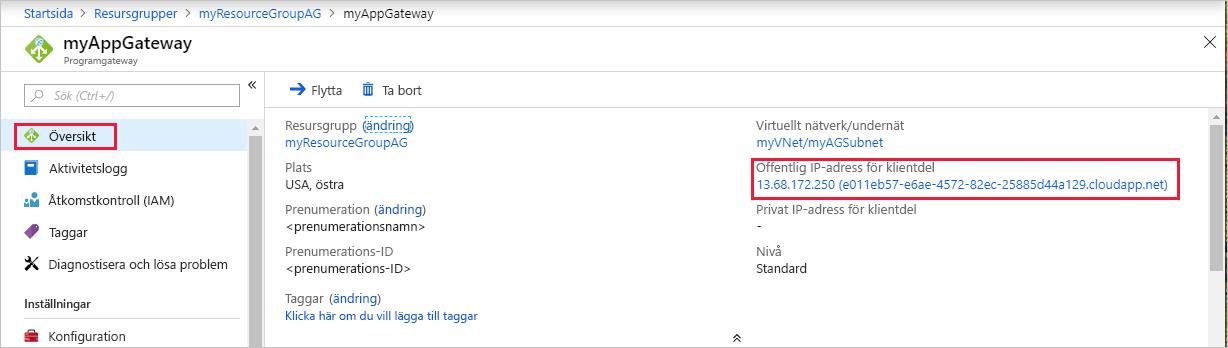 Startsida > Resursgrupper > myResourceGroupAG > myAppGateway
myAppGateway
Programgateway
Sök (Ctrl+/)
Översikt
Aktivitetslogg
Åtkomstkontroll (IAM)
Taggar
Diagnostisera och lösa problem
Inställningar
Konfiguration
Flytta
Ta bort
Resursgrupp (ändring)
myResourceGroupAG
Plats
USA, östra
Prenumeration (ändring)
<prenumerationsnamn>
Prenumerations-ID
<prenumerations-ID>
Taggar (ändring)
Klicka här om du vill lägga till taggar
Virtuellt nätverk/undernät
myVNet/myAGSubnet
Offentlig IP-adress för klientdel
13.68.172.250 (e011eb57-e6ae-4572-82ec-25885d44a129.cloudapp.net)
Privat IP-adress för klientdel
-
Nivå
Standard